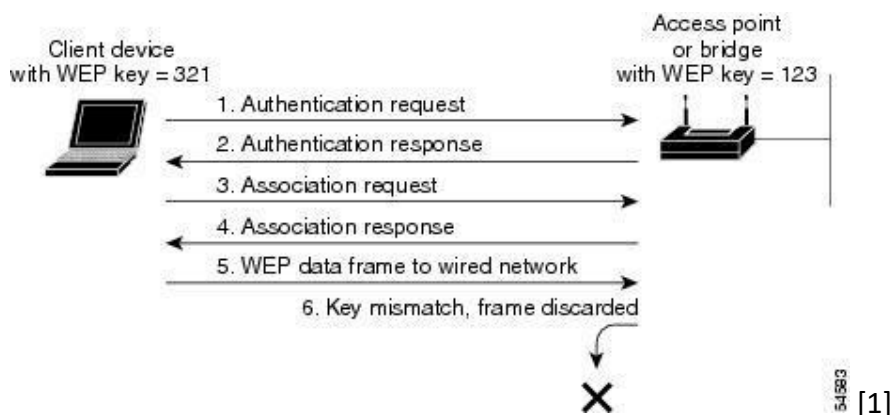 Client device
with WEP key = 321
Access point
or bridge
with WEP key = 123
1. Authentication request
2. Authentication response
3. Association request
4. Association response
5. WEP data frame to wired network
6. Key mismatch, frame discarded
54583
[1]